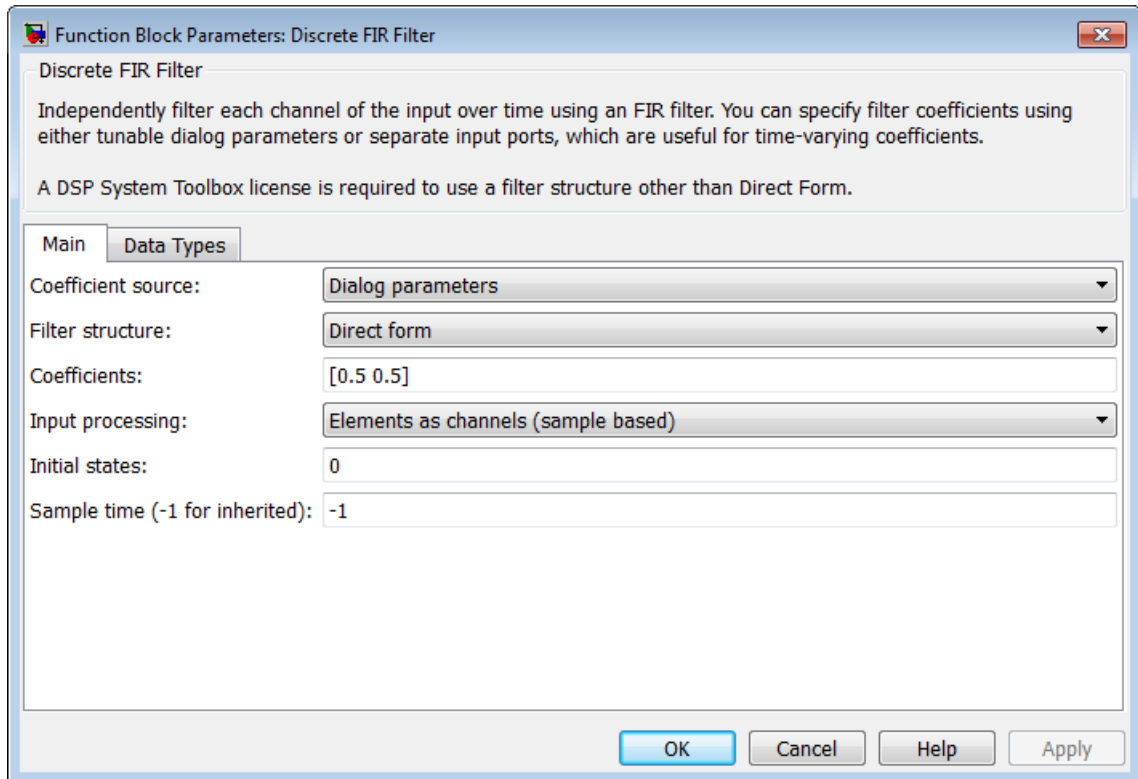 Function Block Parameters: Discrete FIR Filter
Discrete FIR Filter
Independently filter each channel of the input over time using an FIR filter. You can specify filter coefficients using
either tunable dialog parameters or separate input ports, which are useful for time-varying coefficients.
A DSP System Toolbox license is required to use a filter structure other than Direct Form.
Main Data Types
Coefficient source: Dialog parameters
Filter structure: Direct form
Coefficients: [0.5 0.5]
Input processing: Elements as channels (sample based)
Initial states: 0
Sample time (-1 for inherited): -1
OK Cancel Help Apply